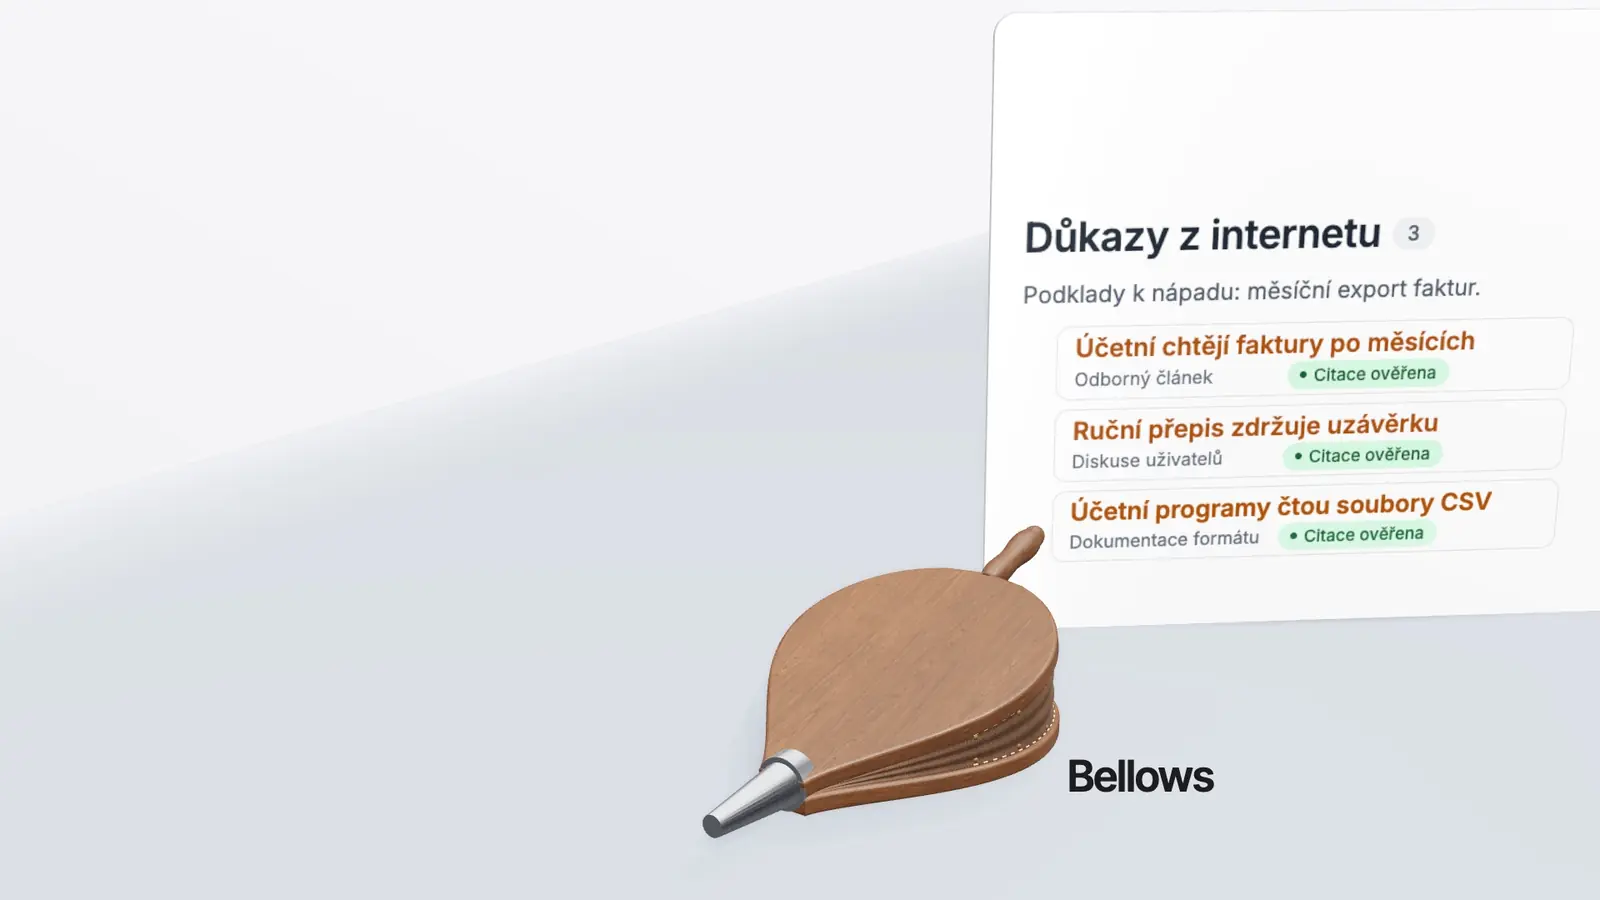 Důkazy z internetu 3
Podklady k nápadu: měsíční export faktur.
Účetní chtějí faktury po měsících
Odborný článek • Citace ověřena
Ruční přepis zdržuje uzávěrku
Diskuse uživatelů • Citace ověřena
Účetní programy čtou soubory CSV
Dokumentace formátu • Citace ověřena
Bellows